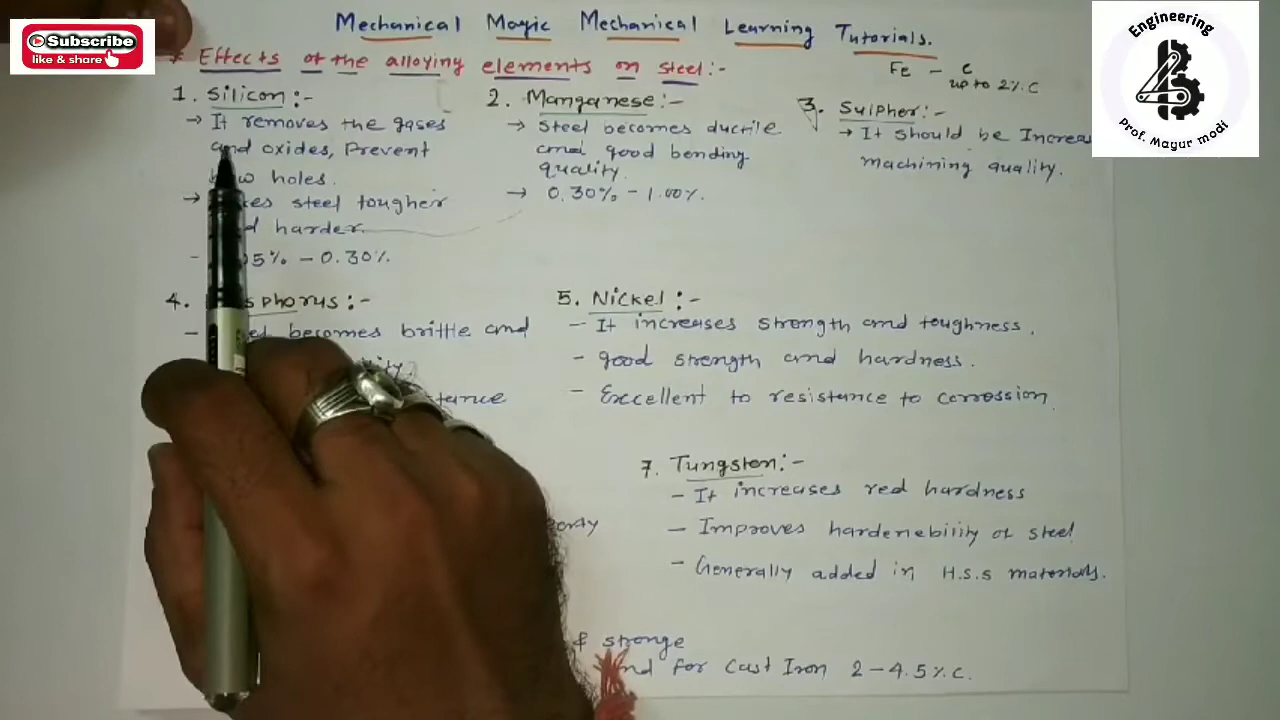 Subscribe
like & share
Engineering
Prof. Mayur modi
Mechanical Magic Mechanical Learning Tutorials.
* Effects of the alloying elements on steel:-
Fe - C
up to 2% C
1. Silicon:-
→ It removes the gases
and oxides, Prevent
holes.
→ steel tougher
harder
5% - 0.30%
2. Manganese:-
→ Steel becomes ductile
and good bending
quality.
→ 0.30% - 1.00%.
3. Sulpher:-
→ It should be Increas
machining quality.
4. sphorus:-
- becomes brittle and
stance
5. Nickel:-
- It increases strength and toughness.
- good strength and hardness.
- Excellent to resistance to corrossion.
7. Tungsten:-
- It increases red hardness
- Improves hardenebility of steel
- Generally added in H.S.S materials.
& stronge
for Cast Iron 2-4.5% C.